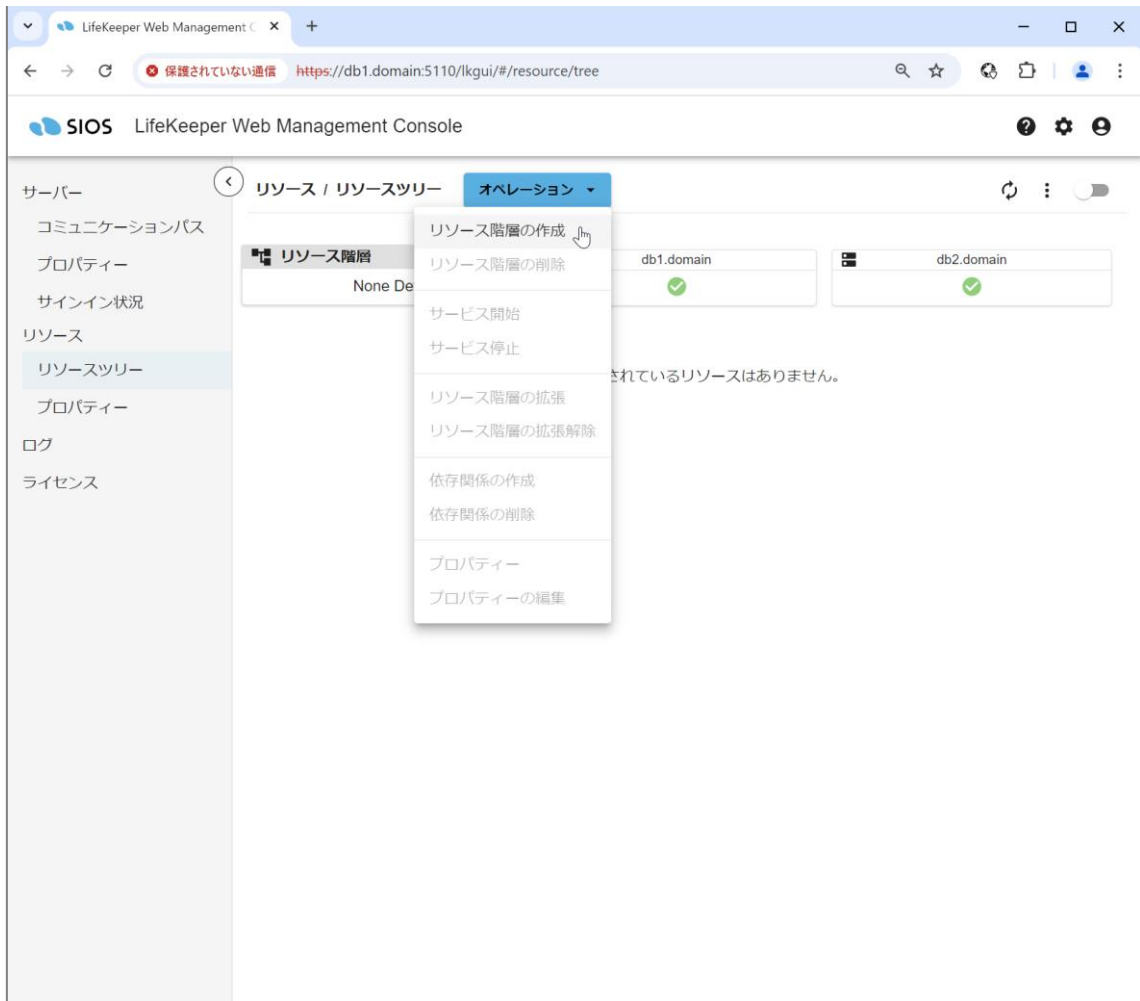 LifeKeeper Web Management C
保護されていない通信 https://db1.domain:5110/lkgui/#/resource/tree
SIOS LifeKeeper Web Management Console
サーバー
コミュニケーションパス
プロパティー
サインイン状況
リソース
リソースツリー
プロパティー
ログ
ライセンス
リソース / リソースツリー オペレーション
リソース階層の作成
リソース階層の削除
サービス開始
サービス停止
リソース階層の拡張
リソース階層の拡張解除
依存関係の作成
依存関係の削除
プロパティー
プロパティーの編集
リソース階層 db1.domain db2.domain
None De
されているリソースはありません。